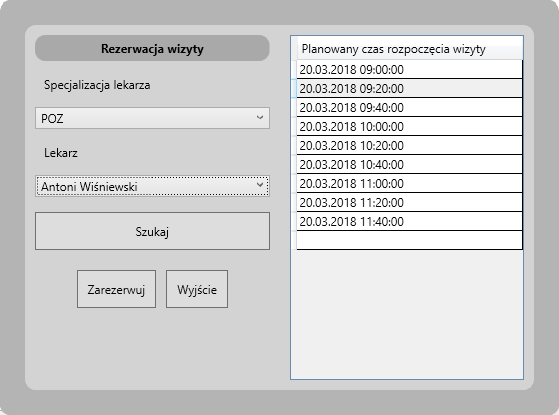 Rezerwacja wizyty
Specjalizacja lekarza
POZ
Lekarz
Antoni Wiśniewski
Szukaj
Zarezerwuj
Wyjście
Planowany czas rozpoczęcia wizyty
20.03.2018 09:00:00
20.03.2018 09:20:00
20.03.2018 09:40:00
20.03.2018 10:00:00
20.03.2018 10:20:00
20.03.2018 10:40:00
20.03.2018 11:00:00
20.03.2018 11:20:00
20.03.2018 11:40:00